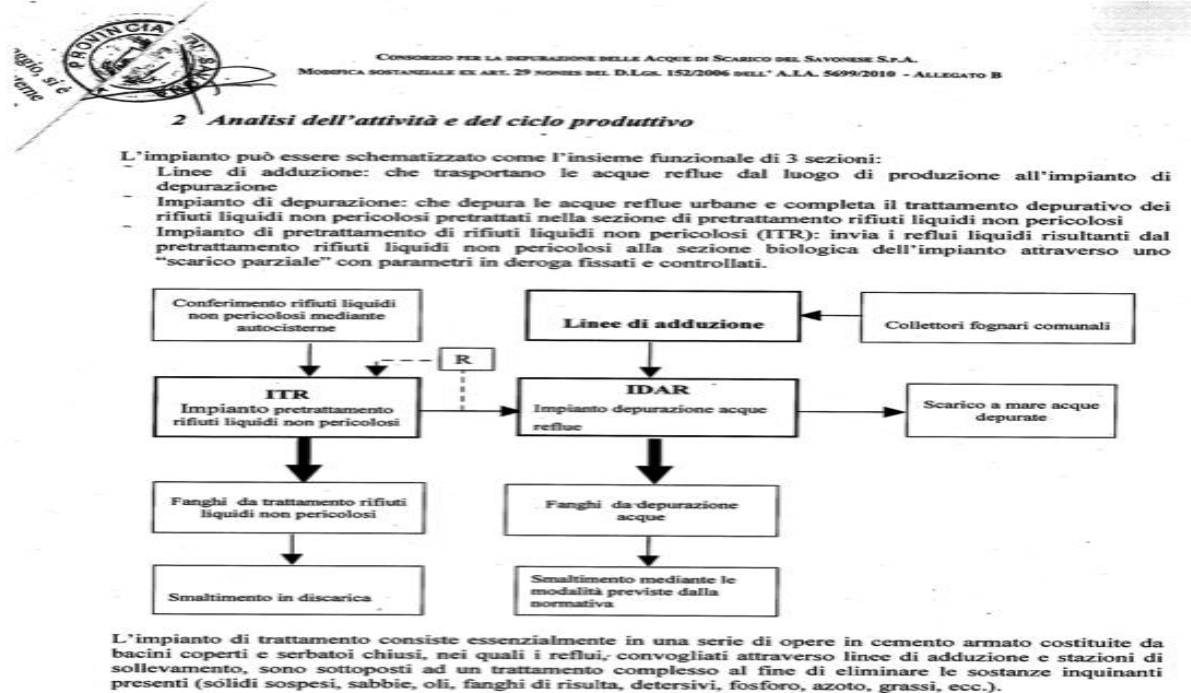 PROVINCIA
aggio, si è
terne
CONSORZIO PER LA DEPURAZIONE DELLE ACQUE DI SCARICO DEL SAVONESE S.P.A.
MODIFICA SOSTANZIALE EX ART. 29 NONIES DEL D.LGS. 152/2006 DELL' A.I.A. 5699/2010 - ALLEGATO B
2 Analisi dell'attività e del ciclo produttivo
L'impianto può essere schematizzato come l'insieme funzionale di 3 sezioni:
- Linee di adduzione: che trasportano le acque reflue dal luogo di produzione all'impianto di
depurazione
- Impianto di depurazione: che depura le acque reflue urbane e completa il trattamento depurativo dei
rifiuti liquidi non pericolosi pretrattati nella sezione di pretrattamento rifiuti liquidi non pericolosi
- Impianto di pretrattamento di rifiuti liquidi non pericolosi (ITR): invia i reflui liquidi risultanti dal
pretrattamento rifiuti liquidi non pericolosi alla sezione biologica dell'impianto attraverso uno
"scarico parziale" con parametri in deroga fissati e controllati.
Conferimento rifiuti liquidi
non pericolosi mediante
autocisterne
Linee di adduzione
Collettori fognari comunali
R
ITR
Impianto pretrattamento
rifiuti liquidi non pericolosi
IDAR
Impianto depurazione acque
reflue
Scarico a mare acque
depurate
Fanghi da trattamento rifiuti
liquidi non pericolosi
Fanghi da depurazione
acque
Smaltimento in discarica
Smaltimento mediante le
modalità previste dalla
normativa
L'impianto di trattamento consiste essenzialmente in una serie di opere in cemento armato costituite da
bacini coperti e serbatoi chiusi, nei quali i reflui, convogliati attraverso linee di adduzione e stazioni di
sollevamento, sono sottoposti ad un trattamento complesso al fine di eliminare le sostanze inquinanti
presenti (solidi sospesi, sabbie, oli, fanghi di risulta, detersivi, fosforo, azoto, grassi, ecc.).